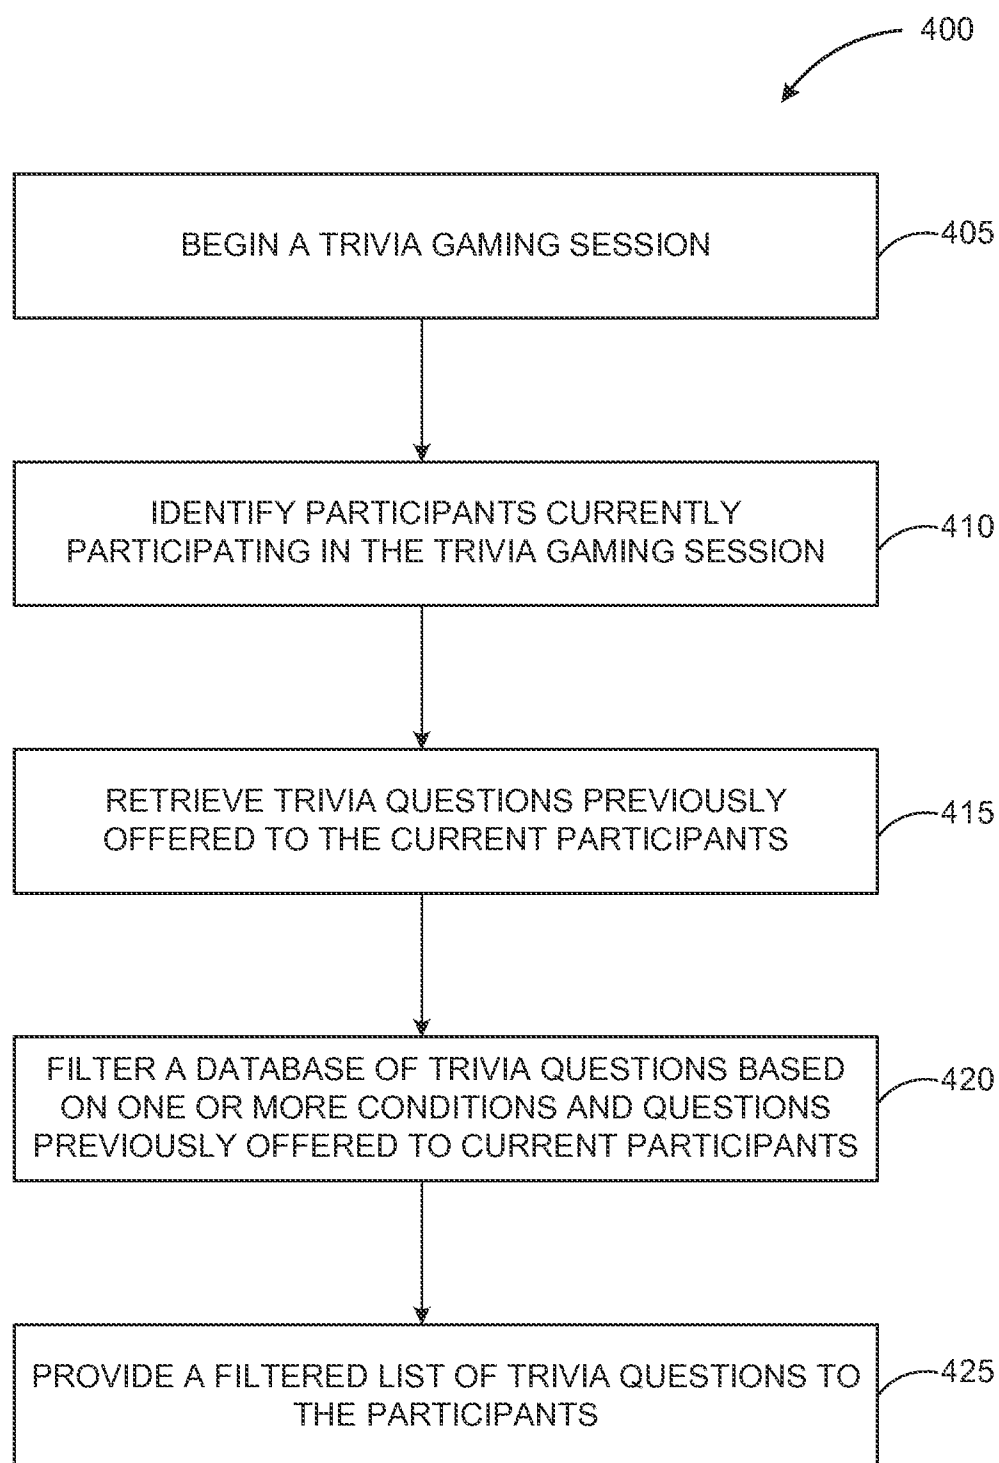 400
BEGIN A TRIVIA GAMING SESSION
405
IDENTIFY PARTICIPANTS CURRENTLY
PARTICIPATING IN THE TRIVIA GAMING SESSION
410
RETRIEVE TRIVIA QUESTIONS PREVIOUSLY
OFFERED TO THE CURRENT PARTICIPANTS
415
FILTER A DATABASE OF TRIVIA QUESTIONS BASED
ON ONE OR MORE CONDITIONS AND QUESTIONS
PREVIOUSLY OFFERED TO CURRENT PARTICIPANTS
420
PROVIDE A FILTERED LIST OF TRIVIA QUESTIONS TO
THE PARTICIPANTS
425